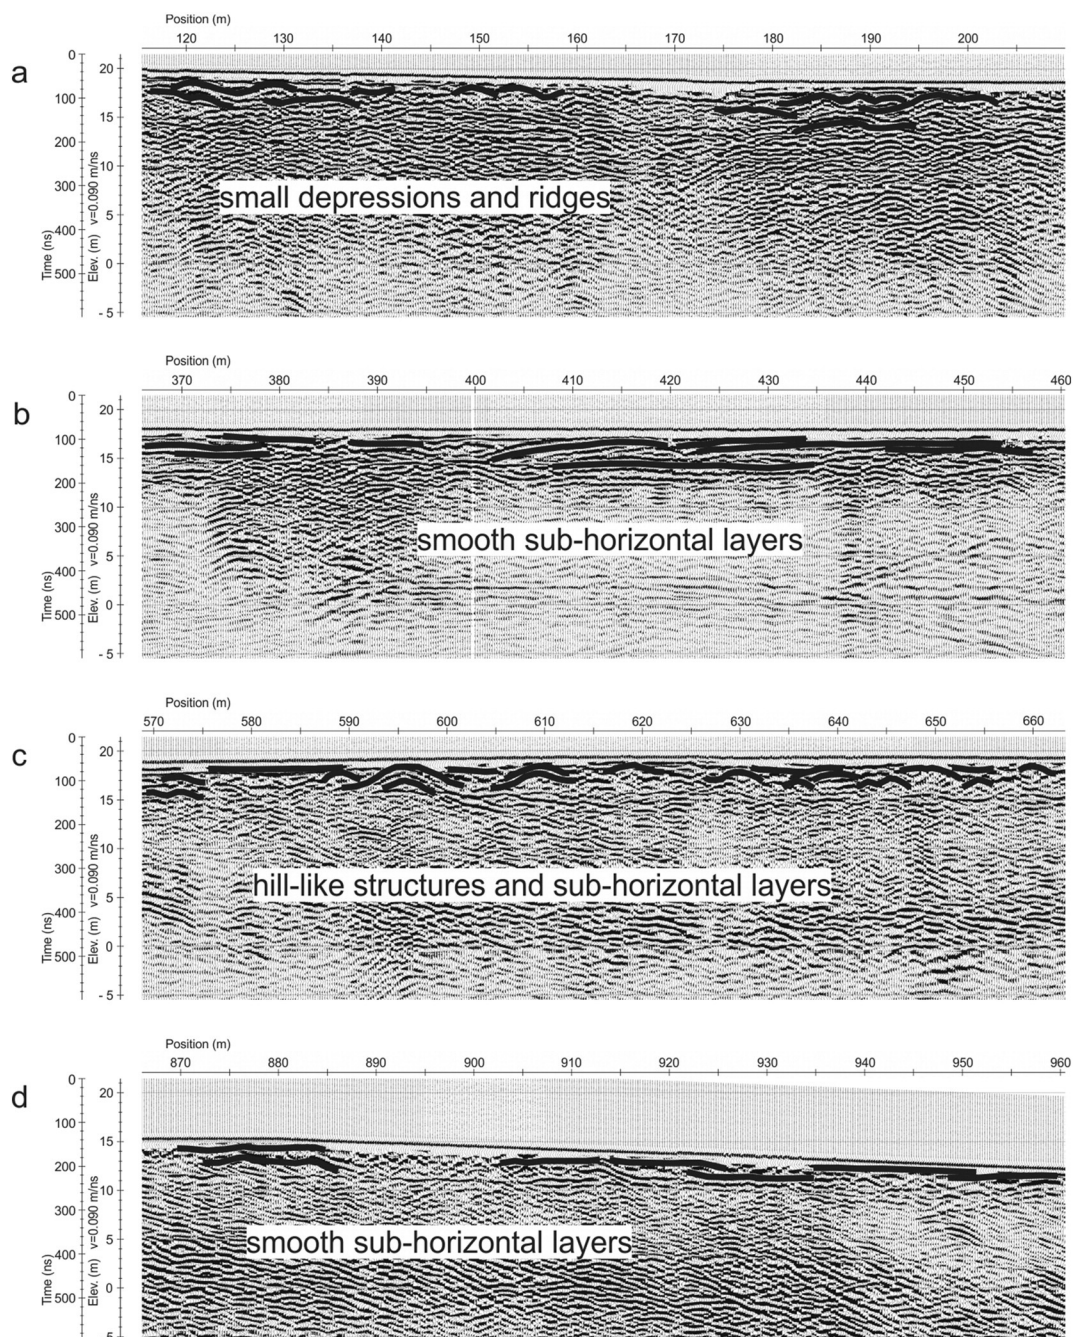 Position (m)
120 130 140 150 160 170 180 190 200
a
0
100
200
300
400
500
Time (ns)
20
15
10
5
0
- 5
Elev. (m) v=0.090 m/ns
small depressions and ridges
Position (m)
370 380 390 400 410 420 430 440 450 460
b
0
100
200
300
400
500
Time (ns)
20
15
10
5
0
- 5
Elev. (m) v=0.090 m/ns
smooth sub-horizontal layers
Position (m)
570 580 590 600 610 620 630 640 650 660
c
0
100
200
300
400
500
Time (ns)
20
15
10
5
0
- 5
Elev. (m) v=0.090 m/ns
hill-like structures and sub-horizontal layers
Position (m)
870 880 890 900 910 920 930 940 950 960
d
0
100
200
300
400
500
Time (ns)
20
15
10
5
0
Elev. (m) v=0.090 m/ns
smooth sub-horizontal layers